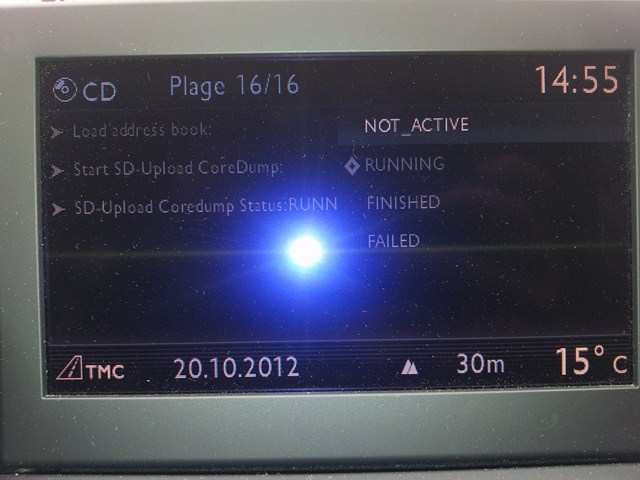 CD Plage 16/16 14:55
Load address book: NOT_ACTIVE
Start SD-Upload CoreDump: RUNNING
SD-Upload Coredump Status:RUNN FINISHED
FAILED
TMC 20.10.2012 30m 15° C